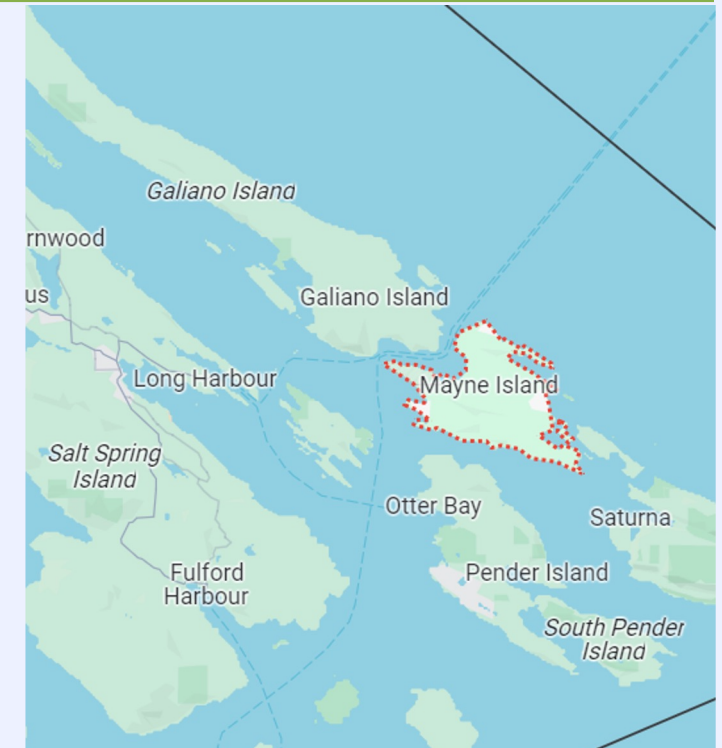 Galiano Island
rnwood
us
Galiano Island
Long Harbour
Mayne Island
Salt Spring
Island
Otter Bay
Saturna
Fulford
Harbour
Pender Island
South Pender
Island